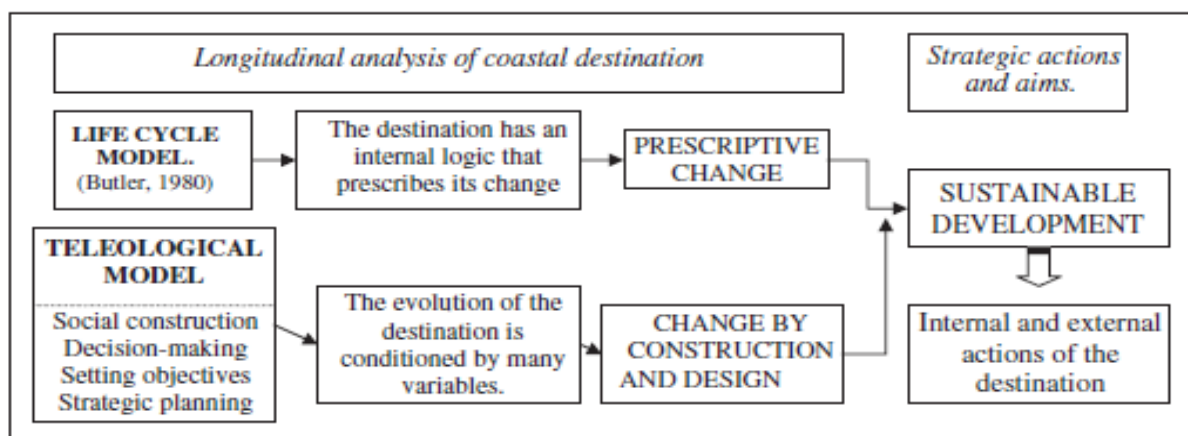 Longitudinal analysis of coastal destination
Strategic actions
and aims.
LIFE CYCLE
MODEL.
(Butler, 1980)
The destination has an
internal logic that
prescribes its change
PRESCRIPTIVE
CHANGE
SUSTAINABLE
DEVELOPMENT
TELEOLOGICAL
MODEL
Social construction
Decision-making
Setting objectives
Strategic planning
The evolution of the
destination is
conditioned by many
variables.
CHANGE BY
CONSTRUCTION
AND DESIGN
Internal and external
actions of the
destination